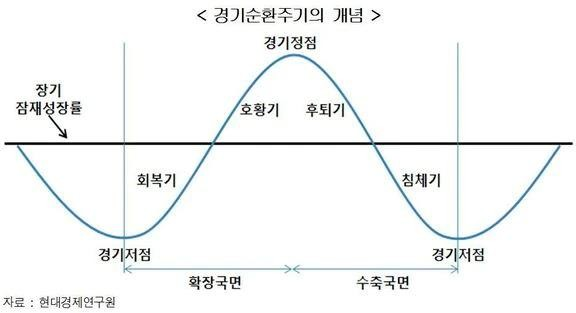 < 경기순환주기의 개념 >
경기정점
장기
잠재성장률
호황기
후퇴기
회복기
침체기
경기저점
경기저점
확장국면
수축국면
자료 : 현대경제연구원